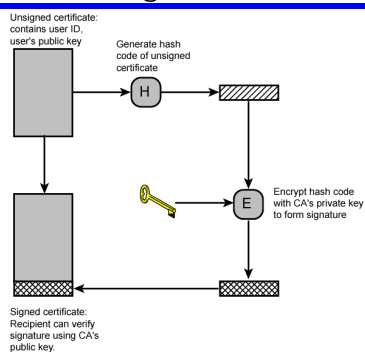 Unsigned certificate:
contains user ID,
user's public key
Generate hash
code of unsigned
certificate
H
E
Encrypt hash code
with CA's private key
to form signature
Signed certificate:
Recipient can verify
signature using CA's
public key.